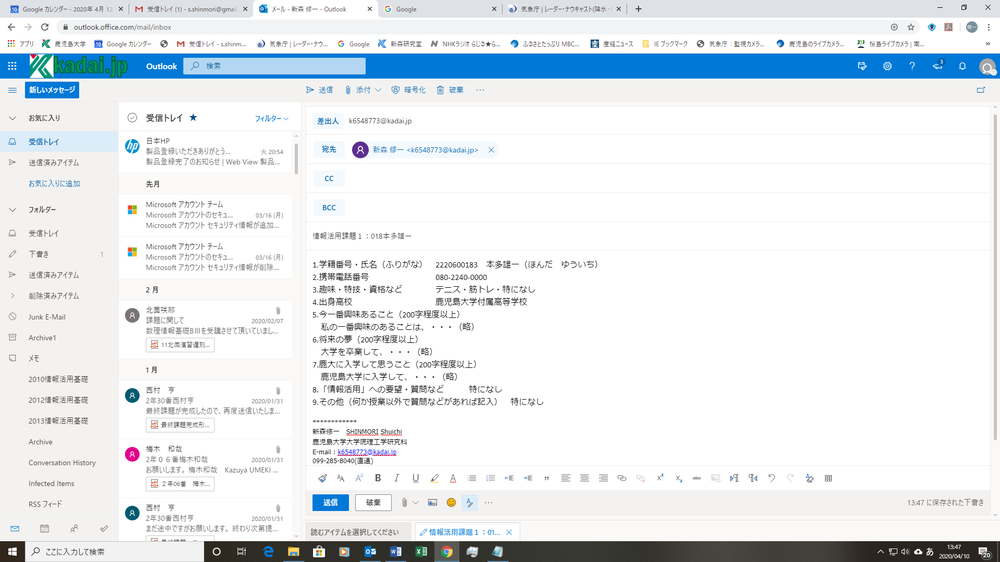 Google カレンダー - 2020年 4月 12
受信トレイ (1) - s.shinmori@gmail.
メール - 新森 修一 - Outlook
Google
気象庁 | レーダー・ナウキャスト(降水・
outlook.office.com/mail/inbox
アプリ
鹿児島大学
Google カレンダー
受信トレイ - s.shinm...
気象庁 | レーダー・ナウ...
Google
新森研究室
NHKラジオ らじる★ら...
ふるさとたっぷり MBC...
産経ニュース
IE ブックマーク
気象庁｜監視カメラ...
鹿児島のライブカメラ...
桜島ライブカメラ | 南...
»
kadai.jp
Outlook
検索
3
新しいメッセージ
送信
添付
暗号化
破棄
お気に入り
受信トレイ
送信済みアイテム
お気に入りに追加
フォルダー
受信トレイ
下書き 1
送信済みアイテム
削除済みアイテム
Junk E-Mail
Archive1
メモ
2010情報活用基礎
2012情報活用基礎
2013情報活用基礎
Archive
Conversation History
Infected Items
RSS フィード
受信トレイ ★
フィルター
日本HP
製品登録いただきありがとう... 火 20:54
製品登録完了のお知らせ | Web View 製品...
先月
Microsoft アカウント チーム
Microsoft アカウントのセキュ... 03/16 (月)
Microsoft アカウント セキュリティ情報が追加...
Microsoft アカウント チーム
Microsoft アカウントのセキュ... 03/16 (月)
Microsoft アカウント セキュリティ情報が削除...
2 月
北薗咲耶
課題に関して 2020/02/07
数理情報基礎BIIIを受講させて頂いていまし...
11北薗演習遅刻...
1 月
西村　亨
2年30番西村亨 2020/01/31
最終課題が完成したので、再度送信いたしま...
最終課題完成形...
梅木　和哉
2年０６番梅木和哉 2020/01/31
お願いします。 梅木和哉　Kazuya UMEKI ...
２年06番　梅木...
西村　亨
2年30番西村亨 2020/01/31
まだ途中ですがお願いします。 終わり次第提...
差出人 k6548773@kadai.jp
宛先 新森 修一 <k6548773@kadai.jp>
CC
BCC
情報活用課題１：018本多雄一
1.学籍番号・氏名（ふりがな）　2220600183　本多雄一（ほんだ　ゆういち）
2.携帯電話番号　080-2240-0000
3.趣味・特技・資格など　テニス・筋トレ・特になし
4.出身高校　鹿児島大学付属高等学校
5.今一番興味あること（200字程度以上）
私の一番興味のあることは、・・・（略）
6.将来の夢（200字程度以上）
大学を卒業して、・・・（略）
7.鹿大に入学して思うこと（200字程度以上）
鹿児島大学に入学して、・・・（略）
8.「情報活用」への要望・質問など　特になし
9.その他（何か授業以外で質問などがあれば記入）　特になし
************
新森修一　SHINMORI Shuichi
鹿児島大学大学院理工学研究科
E-mail：k6548773@kadai.jp
099-285-8040(直通)
送信
破棄
13:47 に保存された下書き
読むアイテムを選択してください
情報活用課題１：01...
ここに入力して検索
あ
13:47
2020/04/10
20